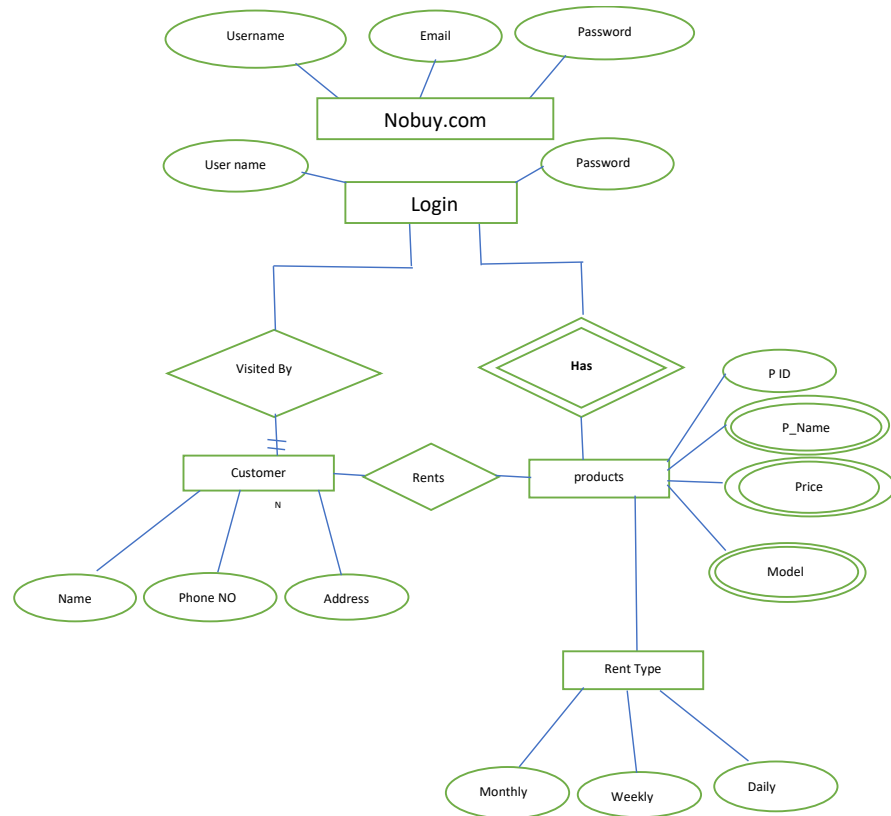 Username
Email
Password
Nobuy.com
User name
Password
Login
Visited By
Has
P ID
P_Name
Customer
Rents
products
Price
N
Model
Name
Phone NO
Address
Rent Type
Monthly
Weekly
Daily